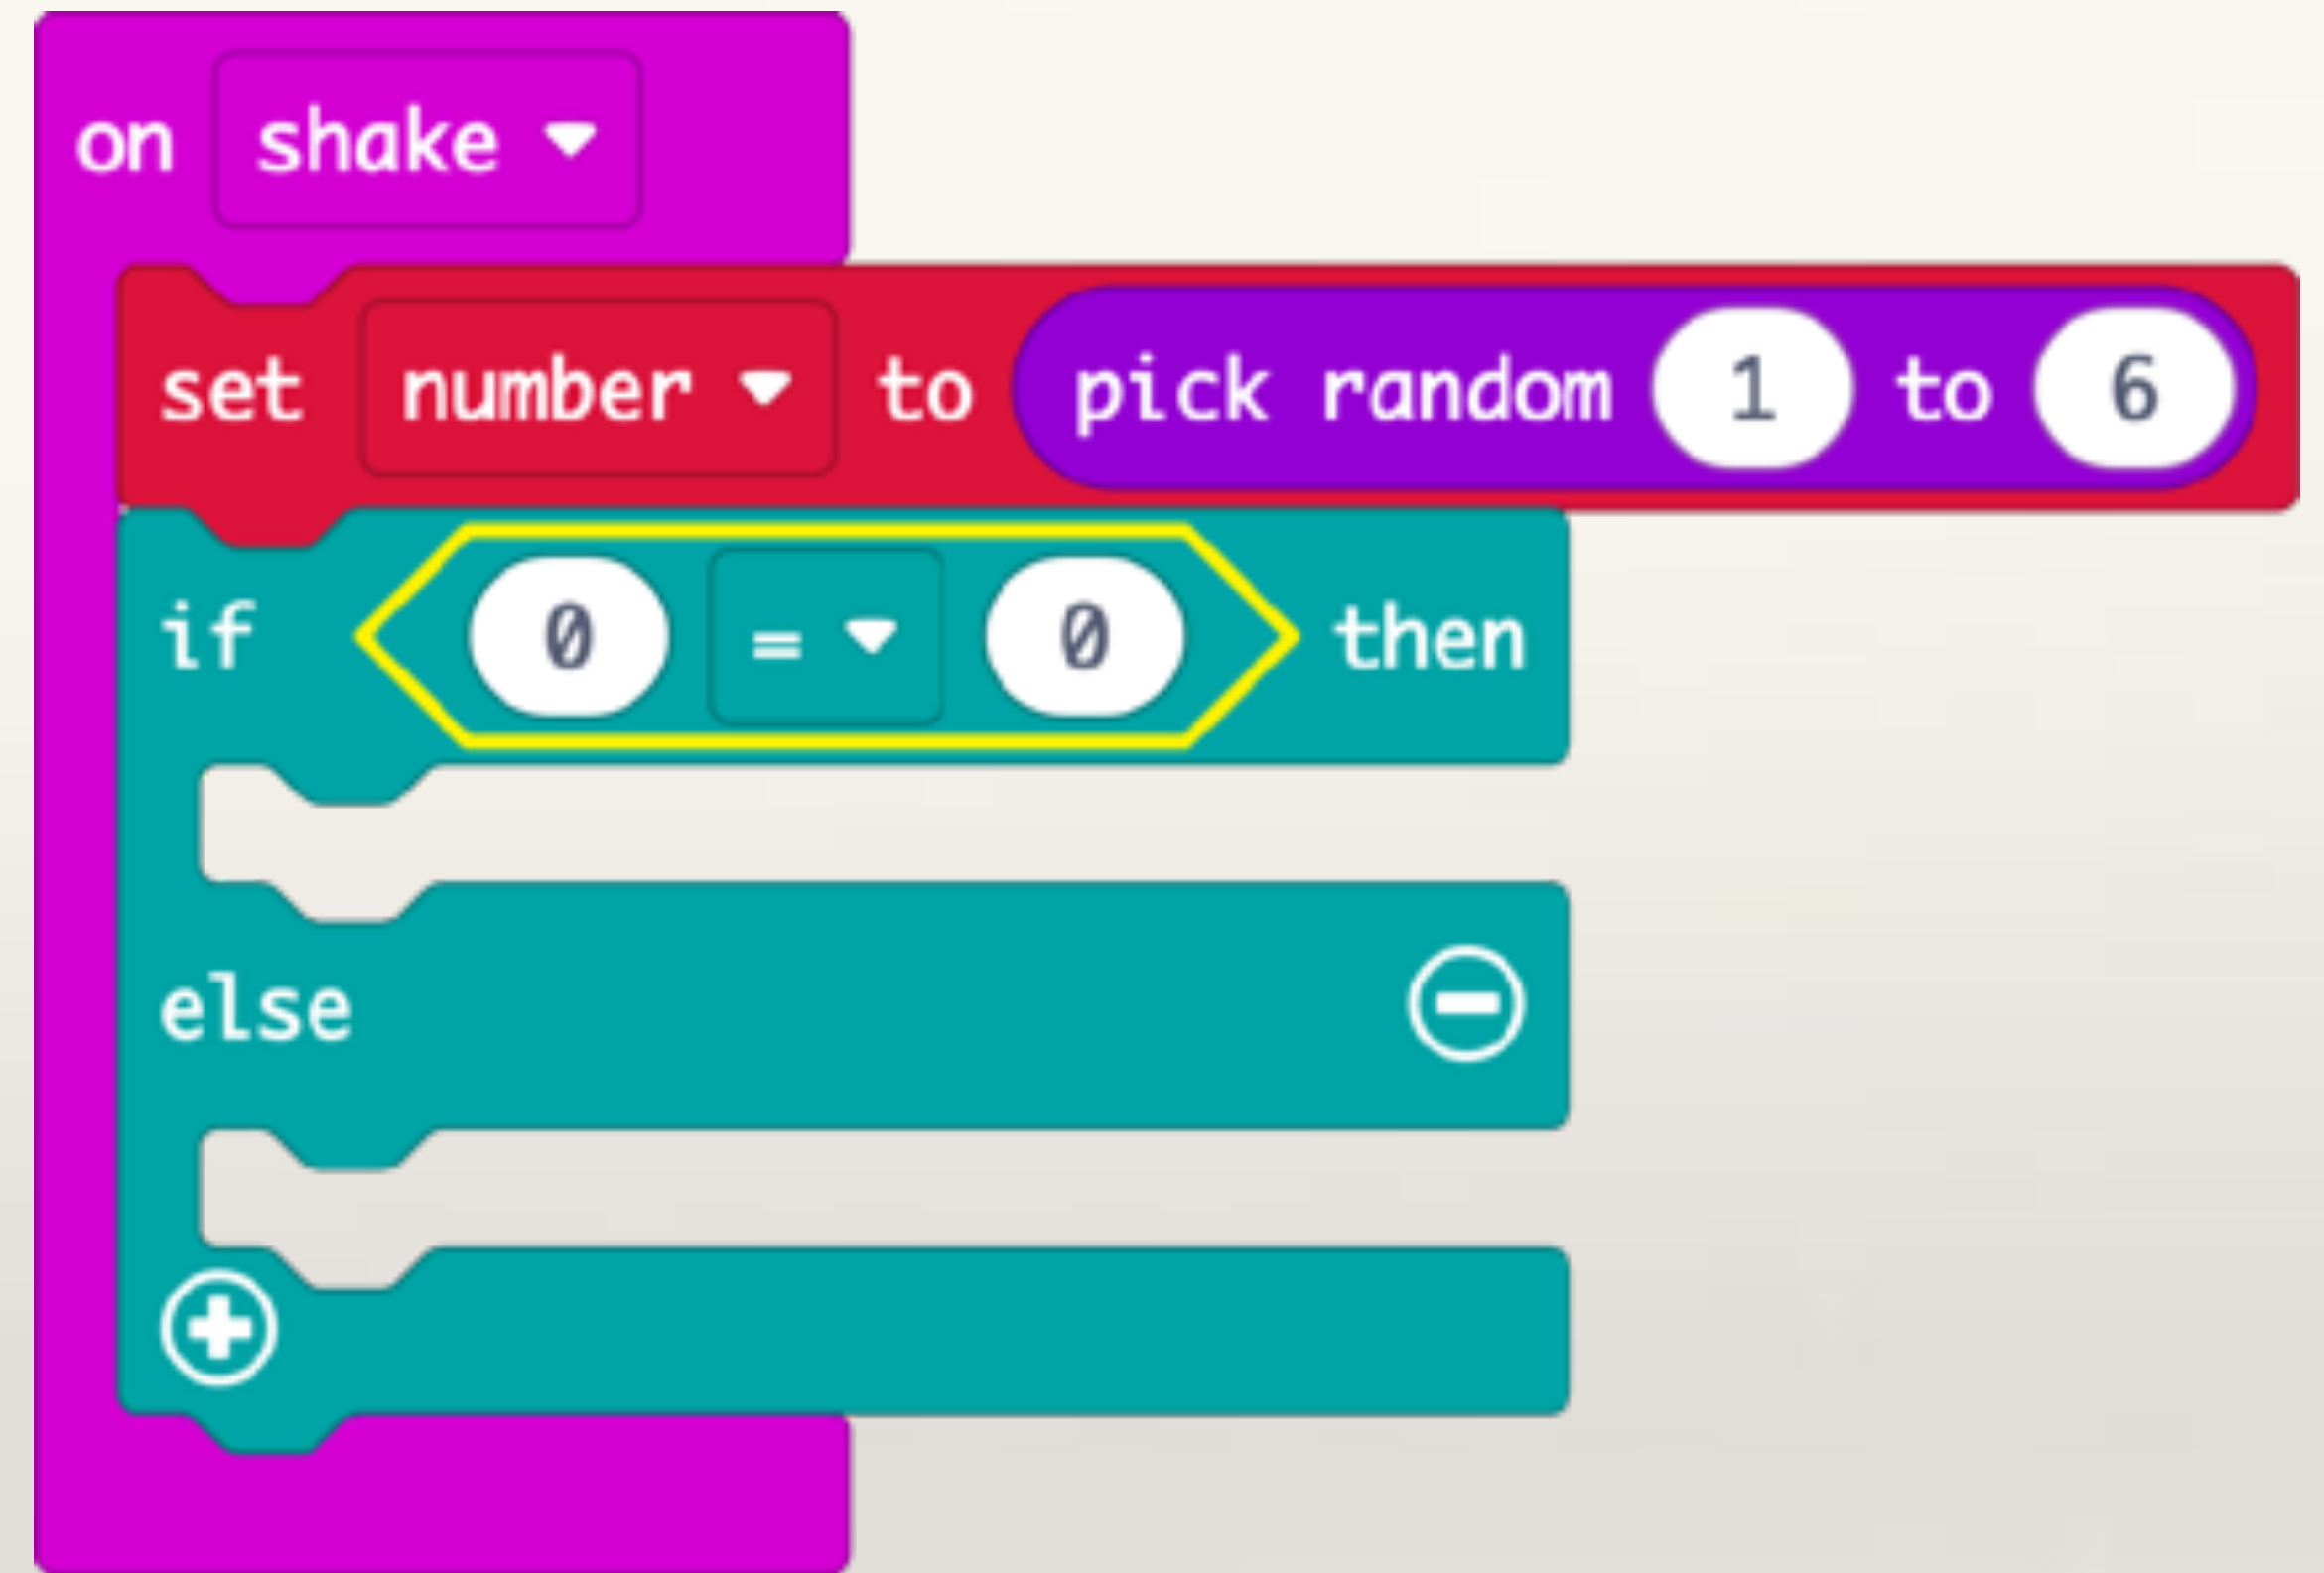 on shake
set number to pick random 1 to 6
if 0 = 0 then
else